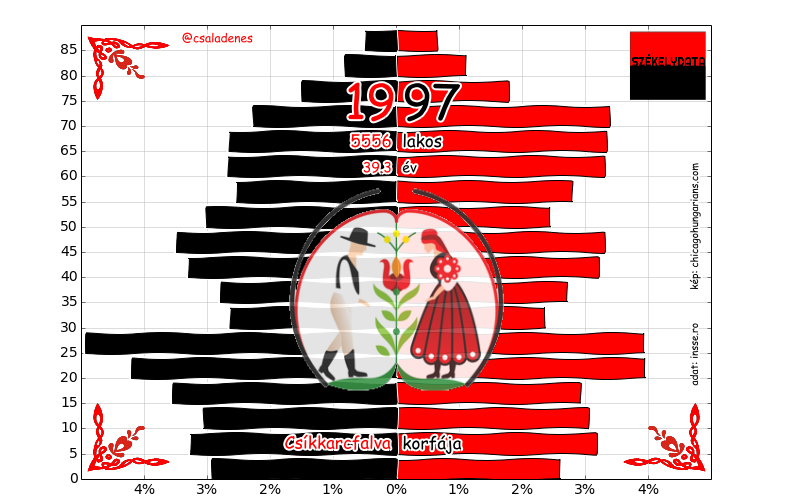 @csaladenes
SZÉKELYDATA
1997
5556 lakos
39.3 év
kép: chicagohungarians.com
adat: insse.ro
Csíkkarcfalva korfája
85
80
75
70
65
60
55
50
45
40
35
30
25
20
15
10
5
0
4% 3% 2% 1% 0% 1% 2% 3% 4%